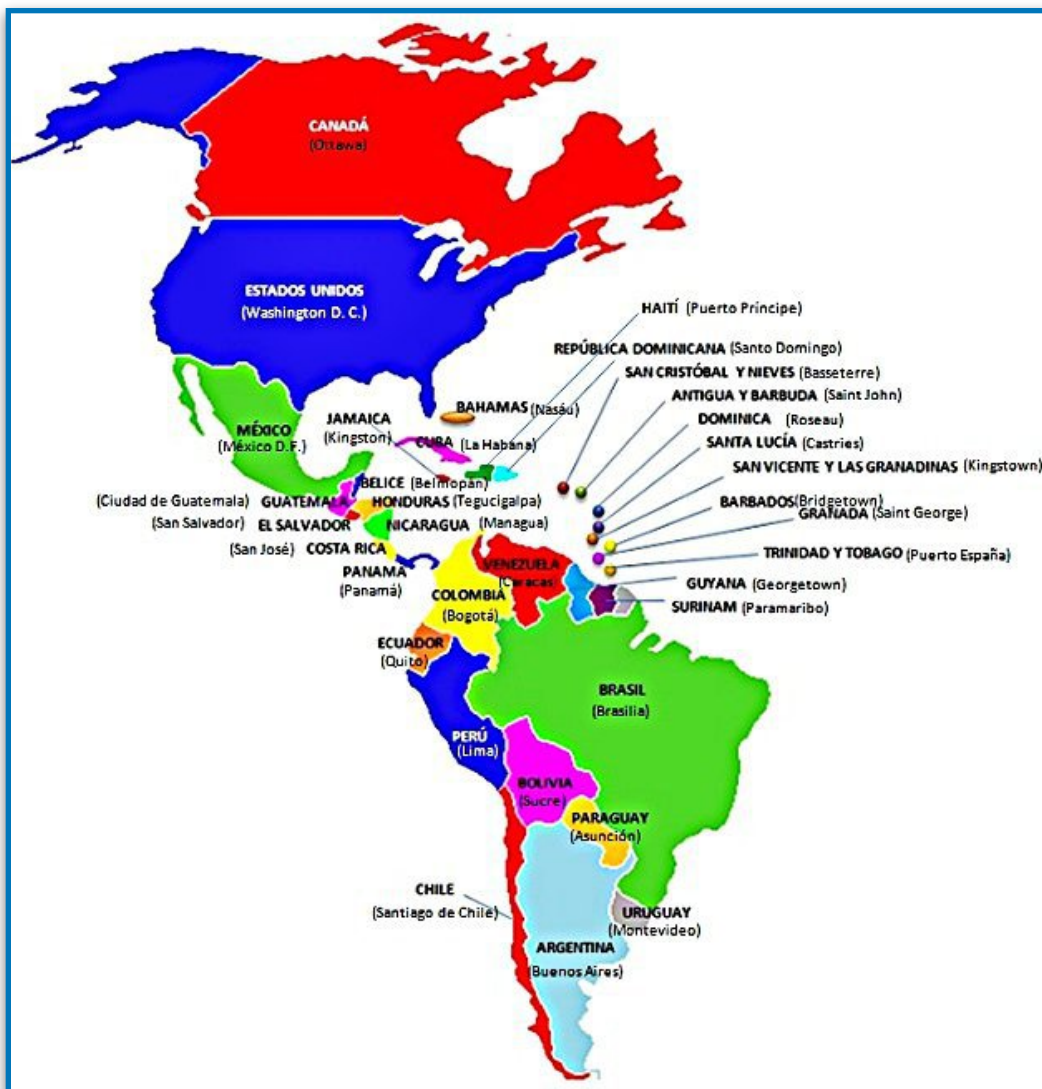 CANADÁ
(Ottawa)
ESTADOS UNIDOS
(Washington D. C.)
HAITÍ (Puerto Príncipe)
REPÚBLICA DOMINICANA (Santo Domingo)
SAN CRISTÓBAL Y NIEVES (Basseterre)
ANTIGUA Y BARBUDA (Saint John)
BAHAMAS (Nasáu)
JAMAICA
(Kingston)
DOMINICA (Roseau)
MÉXICO
(México D.F.)
CUBA (La Habana)
SANTA LUCÍA (Castries)
SAN VICENTE Y LAS GRANADINAS (Kingstown)
BELICE (Belmopan)
(Ciudad de Guatemala) GUATEMALA
HONDURAS (Tegucigalpa)
BARBADOS (Bridgetown)
GRANADA (Saint George)
(San Salvador) EL SALVADOR
NICARAGUA (Managua)
(San José) COSTA RICA
TRINIDAD Y TOBAGO (Puerto España)
PANAMÁ
(Panamá)
VENEZUELA
(Caracas)
GUYANA (Georgetown)
COLOMBIA
(Bogotá)
SURINAM (Paramaribo)
ECUADOR
(Quito)
BRASIL
(Brasilia)
PERÚ
(Lima)
BOLIVIA
(Sucre)
PARAGUAY
(Asunción)
CHILE
(Santiago de Chile)
URUGUAY
(Montevideo)
ARGENTINA
(Buenos Aires)